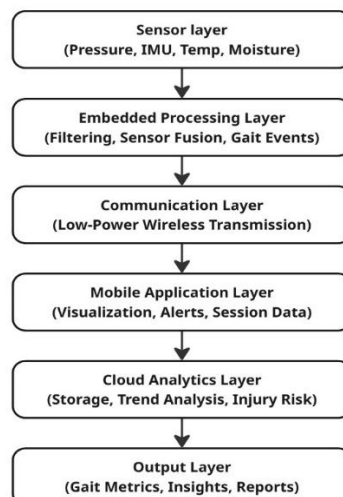 Sensor layer
(Pressure, IMU, Temp, Moisture)
Embedded Processing Layer
(Filtering, Sensor Fusion, Gait Events)
Communication Layer
(Low-Power Wireless Transmission)
Mobile Application Layer
(Visualization, Alerts, Session Data)
Cloud Analytics Layer
(Storage, Trend Analysis, Injury Risk)
Output Layer
(Gait Metrics, Insights, Reports)